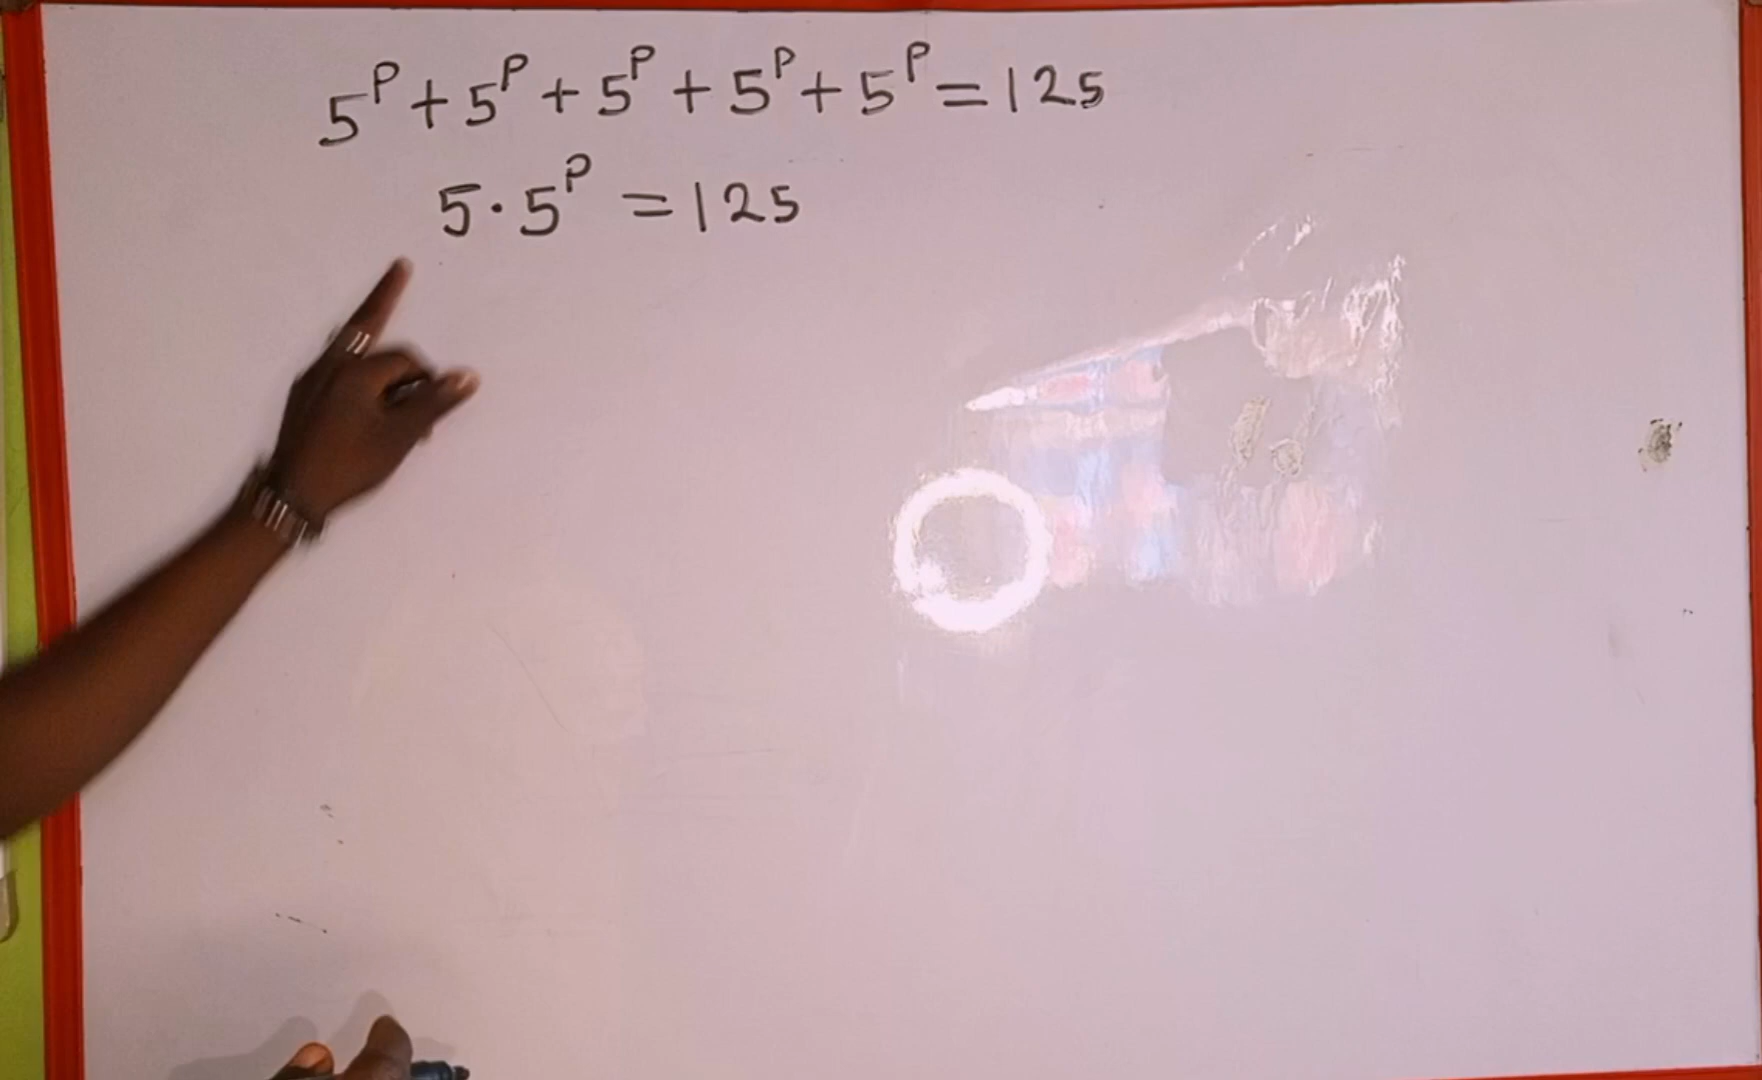 5^P + 5^P + 5^P + 5^P + 5^P = 125
5 · 5^P = 125